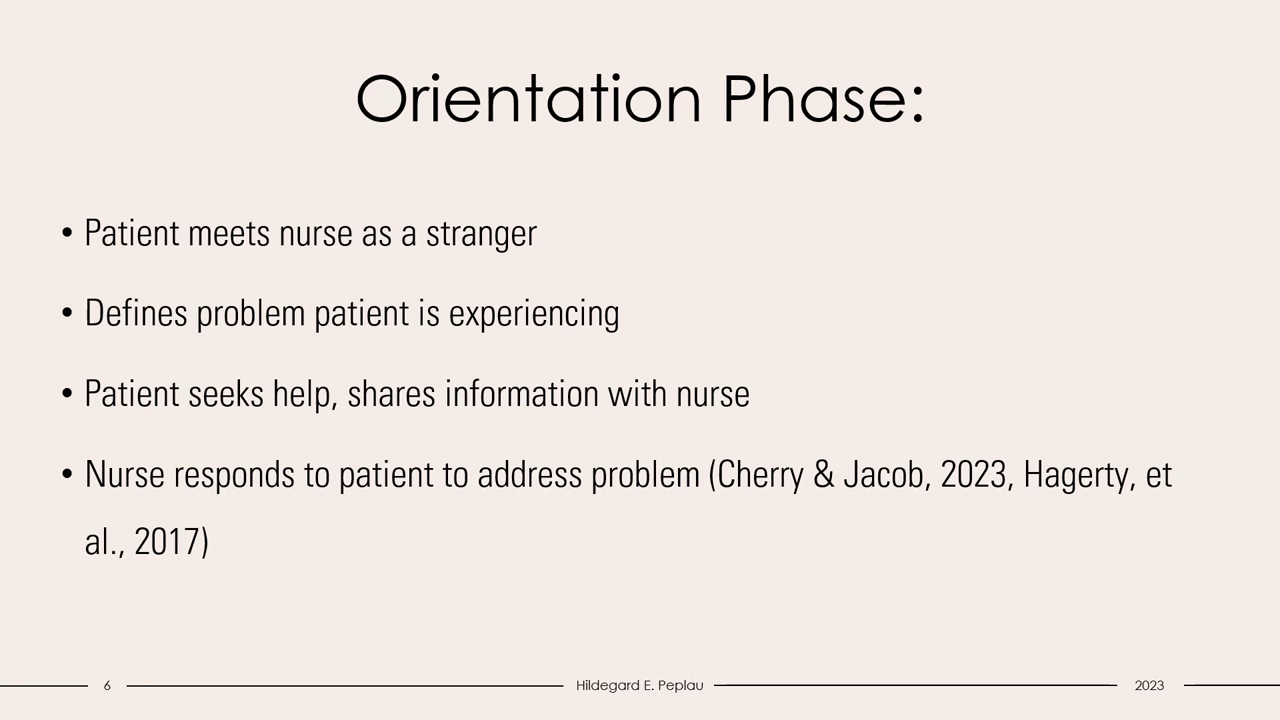 Orientation Phase:
• Patient meets nurse as a stranger
• Defines problem patient is experiencing
• Patient seeks help, shares information with nurse
• Nurse responds to patient to address problem (Cherry & Jacob, 2023, Hagerty, et
al., 2017)
6
Hildegard E. Peplau
2023